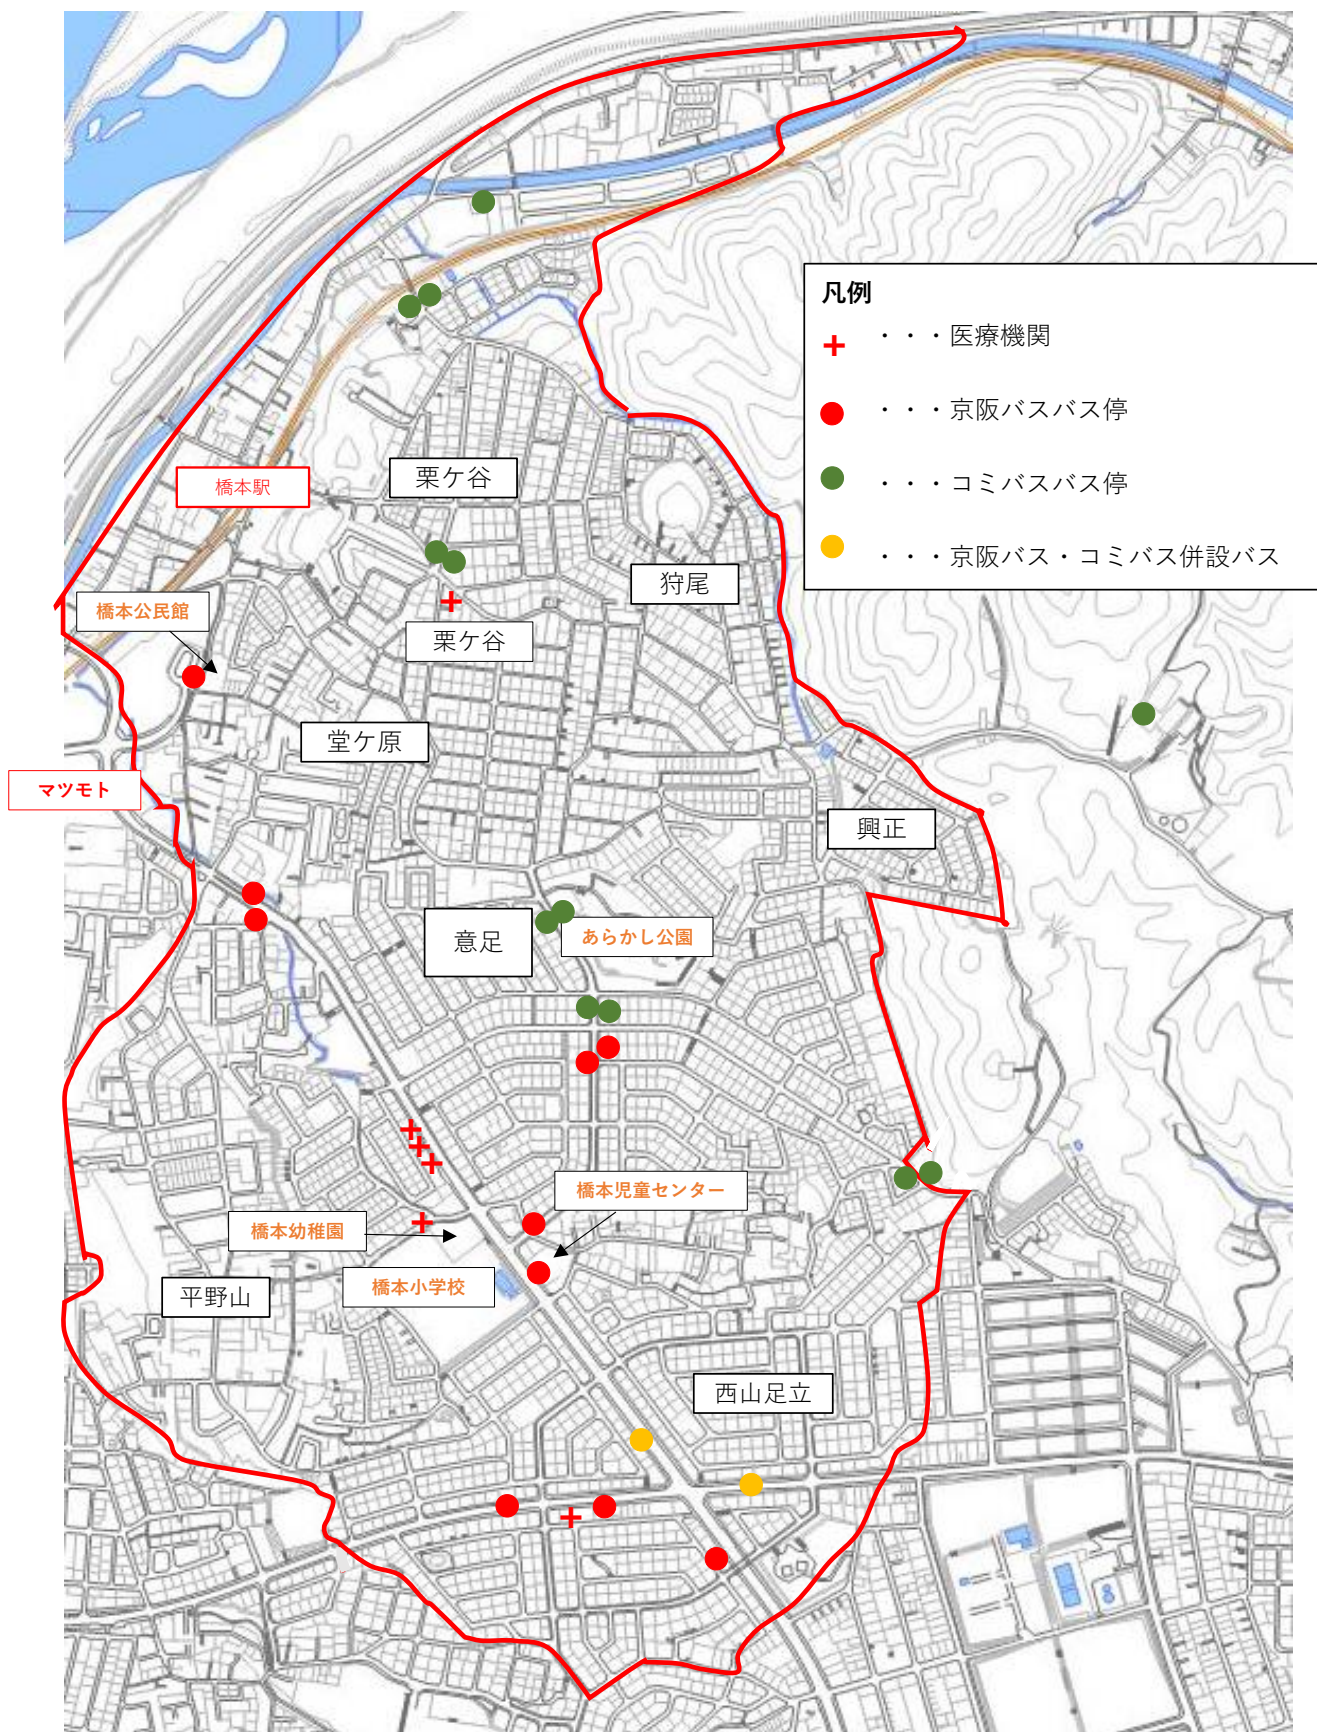 凡例
・・・医療機関
・・・京阪バスバス停
・・・コミバスバス停
・・・京阪バス・コミバス併設バス
栗ケ谷
橋本駅
狩尾
橋本公民館
栗ケ谷
堂ケ原
マツモト
興正
意足
あらかし公園
橋本児童センター
橋本幼稚園
橋本小学校
平野山
西山足立